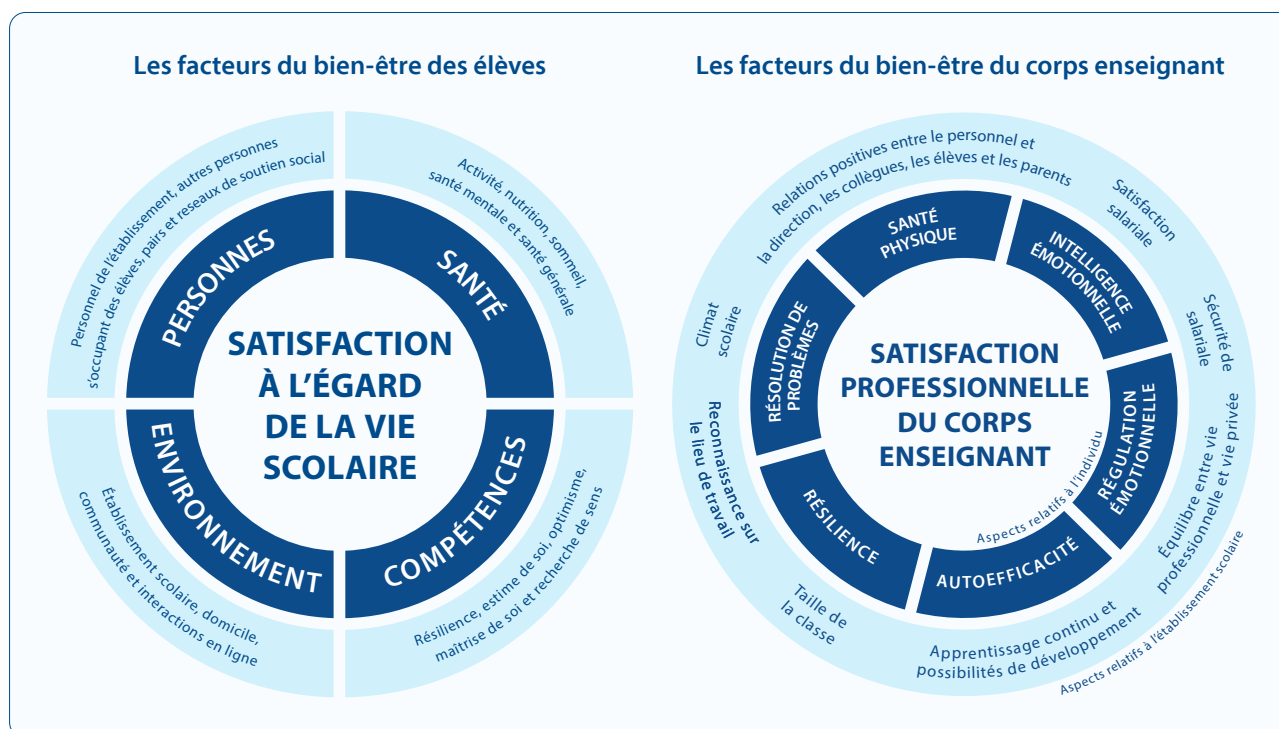 Les facteurs du bien-être des élèves
Personnel de l'établissement, autres personnes
s'occupant des élèves, pairs et reseaux de soutien social
Activité, nutrition, sommeil,
santé mentale et santé générale
PERSONNES
SANTÉ
SATISFACTION
À L'ÉGARD
DE LA VIE
SCOLAIRE
ENVIRONNEMENT
COMPÉTENCES
Établissement scolaire, domicile,
communauté et interactions en ligne
Résilience, estime de soi, optimisme,
maîtrise de soi et recherche de sens
Les facteurs du bien-être du corps enseignant
Relations positives entre le personnel et
la direction, les collègues, les élèves et les parents
Satisfaction
salariale
Sécurité de
salariale
Équilibre entre vie
professionnelle et vie privée
Apprentissage continu et
possibilités de développement
Taille de
la classe
Reconnaissance sur
le lieu de travail
Climat
scolaire
SANTÉ
PHYSIQUE
INTELLIGENCE
ÉMOTIONNELLE
RÉGULATION
ÉMOTIONNELLE
AUTOEFFICACITÉ
RÉSILIENCE
RÉSOLUTION DE
PROBLÈMES
SATISFACTION
PROFESSIONNELLE
DU CORPS
ENSEIGNANT
Aspects relatifs à l'individu
Aspects relatifs à l'établissement scolaire